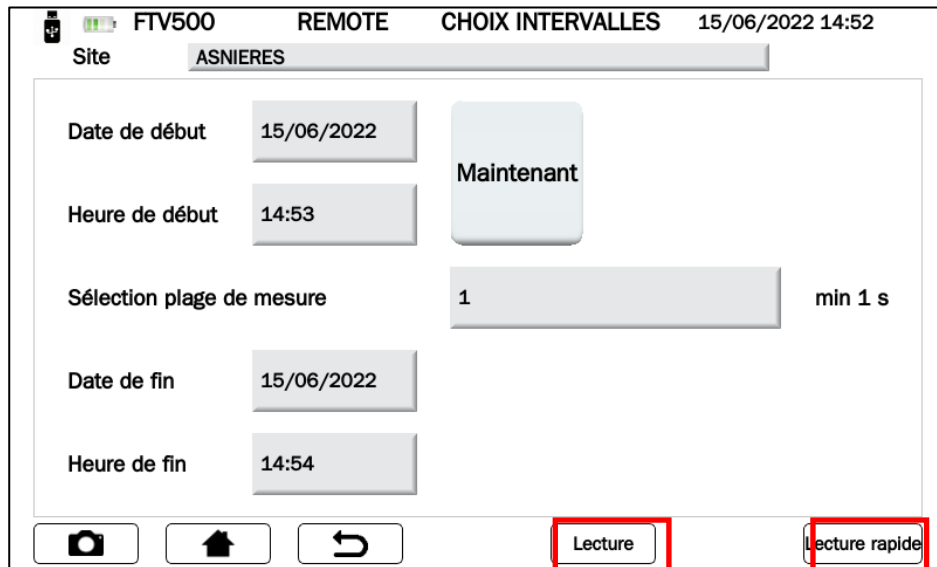 FTV500 REMOTE CHOIX INTERVALLES 15/06/2022 14:52
Site ASNIERES
Date de début 15/06/2022
Maintenant
Heure de début 14:53
Sélection plage de mesure 1 min 1 s
Date de fin 15/06/2022
Heure de fin 14:54
Lecture Lecture rapide